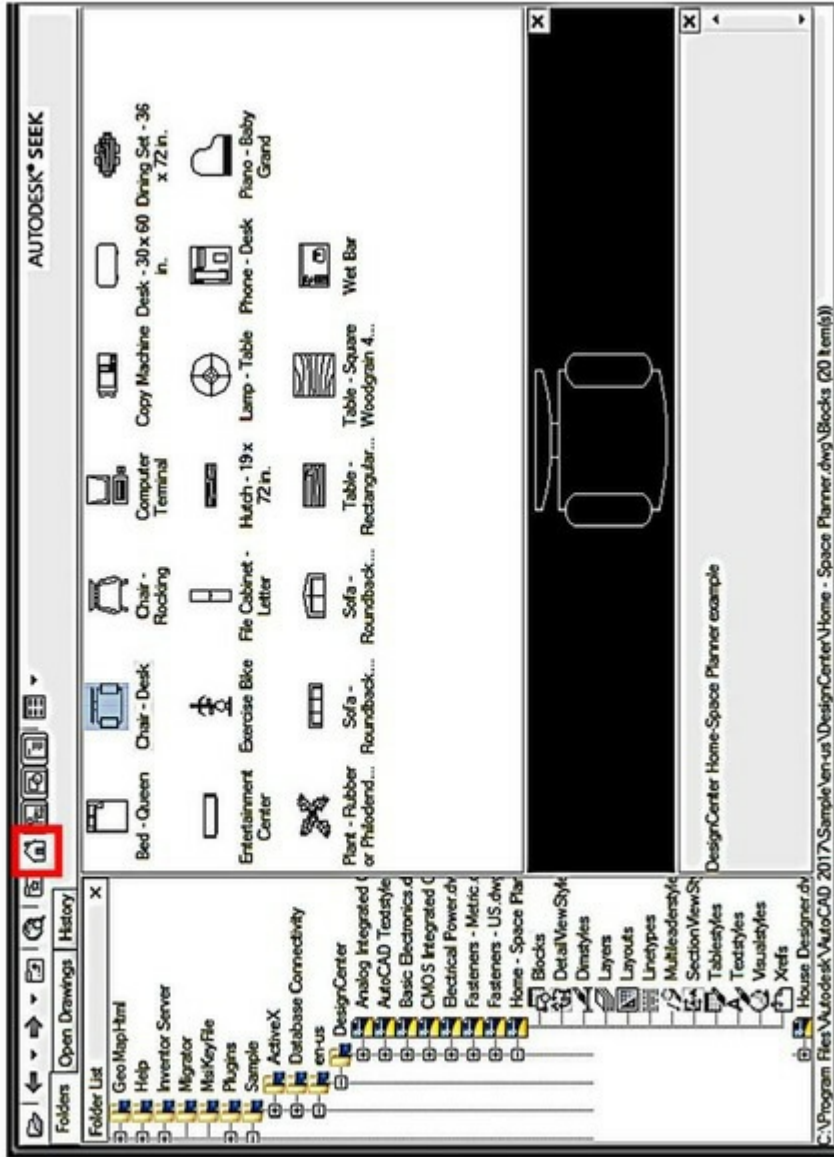 AUTODESK® SEEK
Folders
Open Drawings
History
Folder List
GeoMapHtml
Help
Inventor Server
Migrator
MsiKeyFile
Plugins
Sample
ActiveX
Database Connectivity
en-us
DesignCenter
Analog Integrated C
AutoCAD Textstyle
Basic Electronics.d
CMOS Integrated C
Electrical Power.dv
Fasteners - Metric.
Fasteners - US.dwg
Home - Space Plar
Blocks
DetailViewStyle
Dimstyles
Layers
Layouts
Linetypes
Multileaderstyle
SectionViewSt
Tablestyles
Textstyles
Visualstyles
Xrefs
House Designer.dv
Bed - Queen
Chair - Desk
Chair -
Rocking
Computer
Terminal
Copy Machine
Desk - 30 x 60
in.
Dining Set - 36
x 72 in.
Entertainment
Center
Exercise Bike
File Cabinet -
Letter
Hutch - 19 x
72 in.
Lamp - Table
Phone - Desk
Piano - Baby
Grand
Plant - Rubber
or Philodend...
Sofa -
Roundback...
Sofa -
Roundback...
Table -
Rectangular...
Table - Square
Woodgrain 4...
Wet Bar
DesignCenter Home-Space Planner example
C:\Program Files\Autodesk\AutoCAD 2017\Sample\en-us\DesignCenter\Home - Space Planner.dwg\Blocks (20 Item(s))